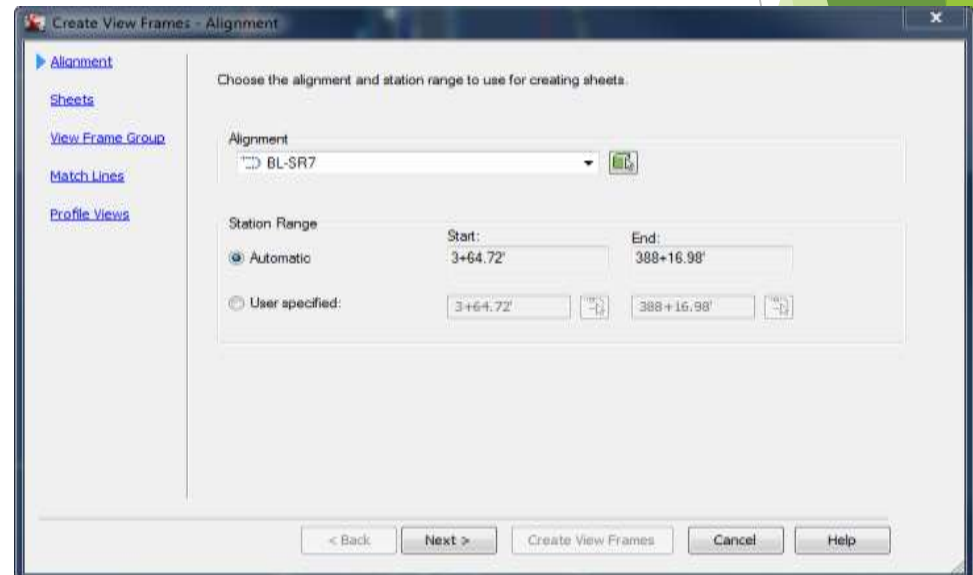 Create View Frames - Alignment
x
Alignment
Sheets
View Frame Group
Match Lines
Profile Views
Choose the alignment and station range to use for creating sheets.
Alignment
BL-SR7
Station Range
Start: End:
Automatic 3+64.72' 388+16.98'
User specified: 3+64.72' 388+16.98'
< Back Next > Create View Frames Cancel Help